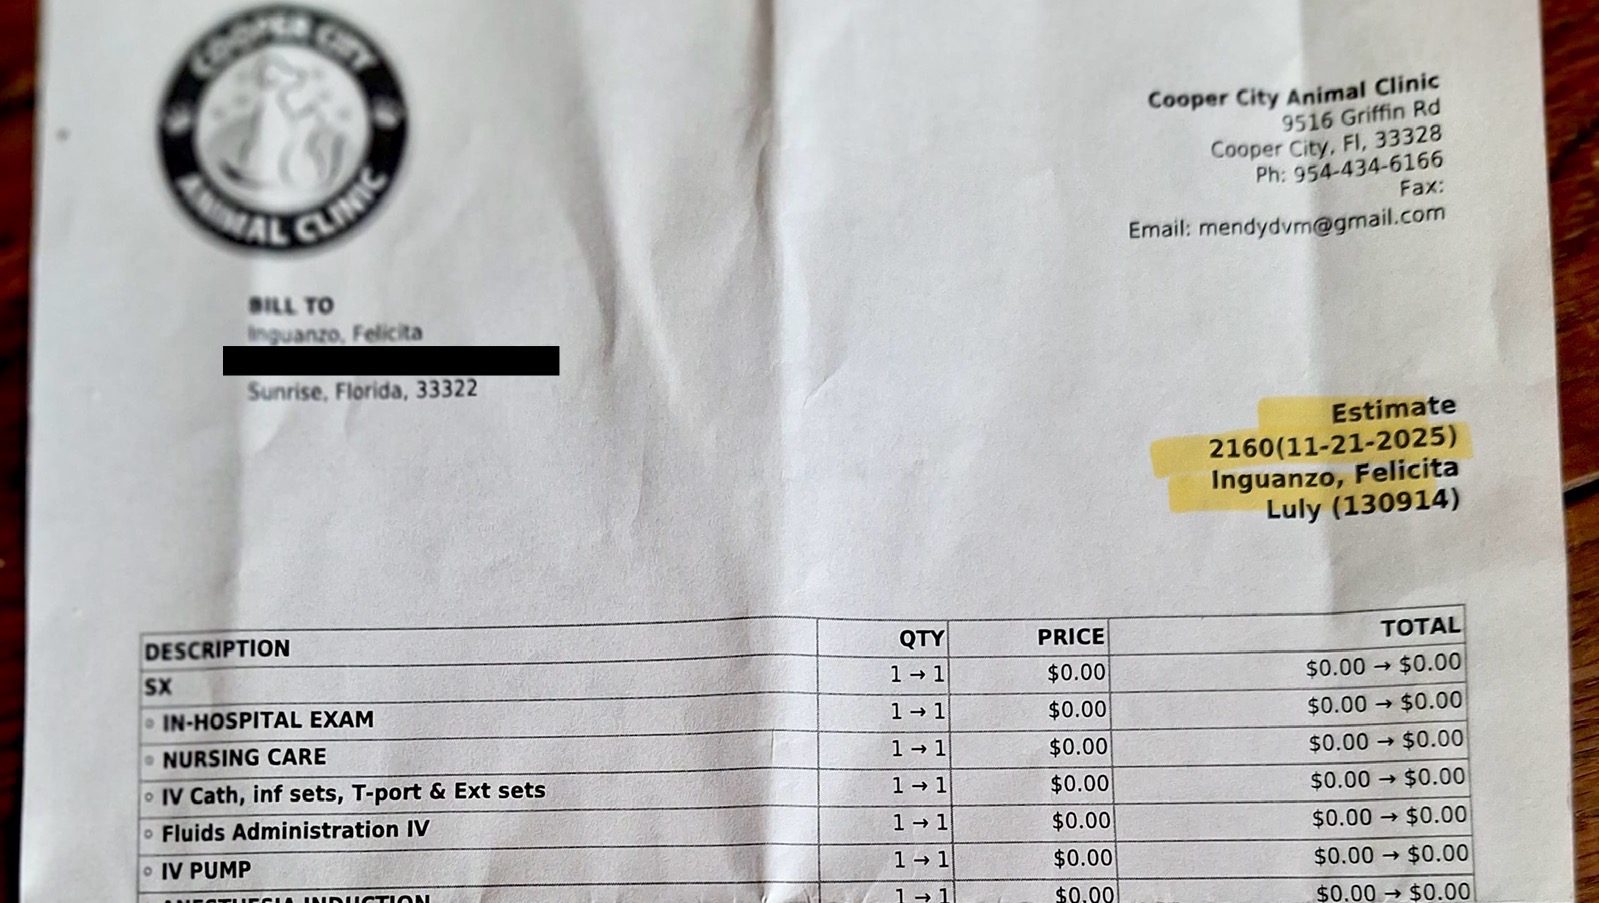 COOPER CITY
ANIMAL CLINIC
Cooper City Animal Clinic
9516 Griffin Rd
Cooper City, Fl, 33328
Ph: 954-434-6166
Fax:
Email: mendydvm@gmail.com
BILL TO
Inguanzo, Felicita
Sunrise, Florida, 33322
Estimate
2160(11-21-2025)
Inguanzo, Felicita
Luly (130914)
DESCRIPTION QTY PRICE TOTAL
SX 1 → 1 $0.00 $0.00 → $0.00
◦ IN-HOSPITAL EXAM 1 → 1 $0.00 $0.00 → $0.00
◦ NURSING CARE 1 → 1 $0.00 $0.00 → $0.00
◦ IV Cath, inf sets, T-port & Ext sets 1 → 1 $0.00 $0.00 → $0.00
◦ Fluids Administration IV 1 → 1 $0.00 $0.00 → $0.00
◦ IV PUMP 1 → 1 $0.00 $0.00 → $0.00
ANESTHESIA INDUCTION 1 → 1 $0.00 $0.00 → $0.00